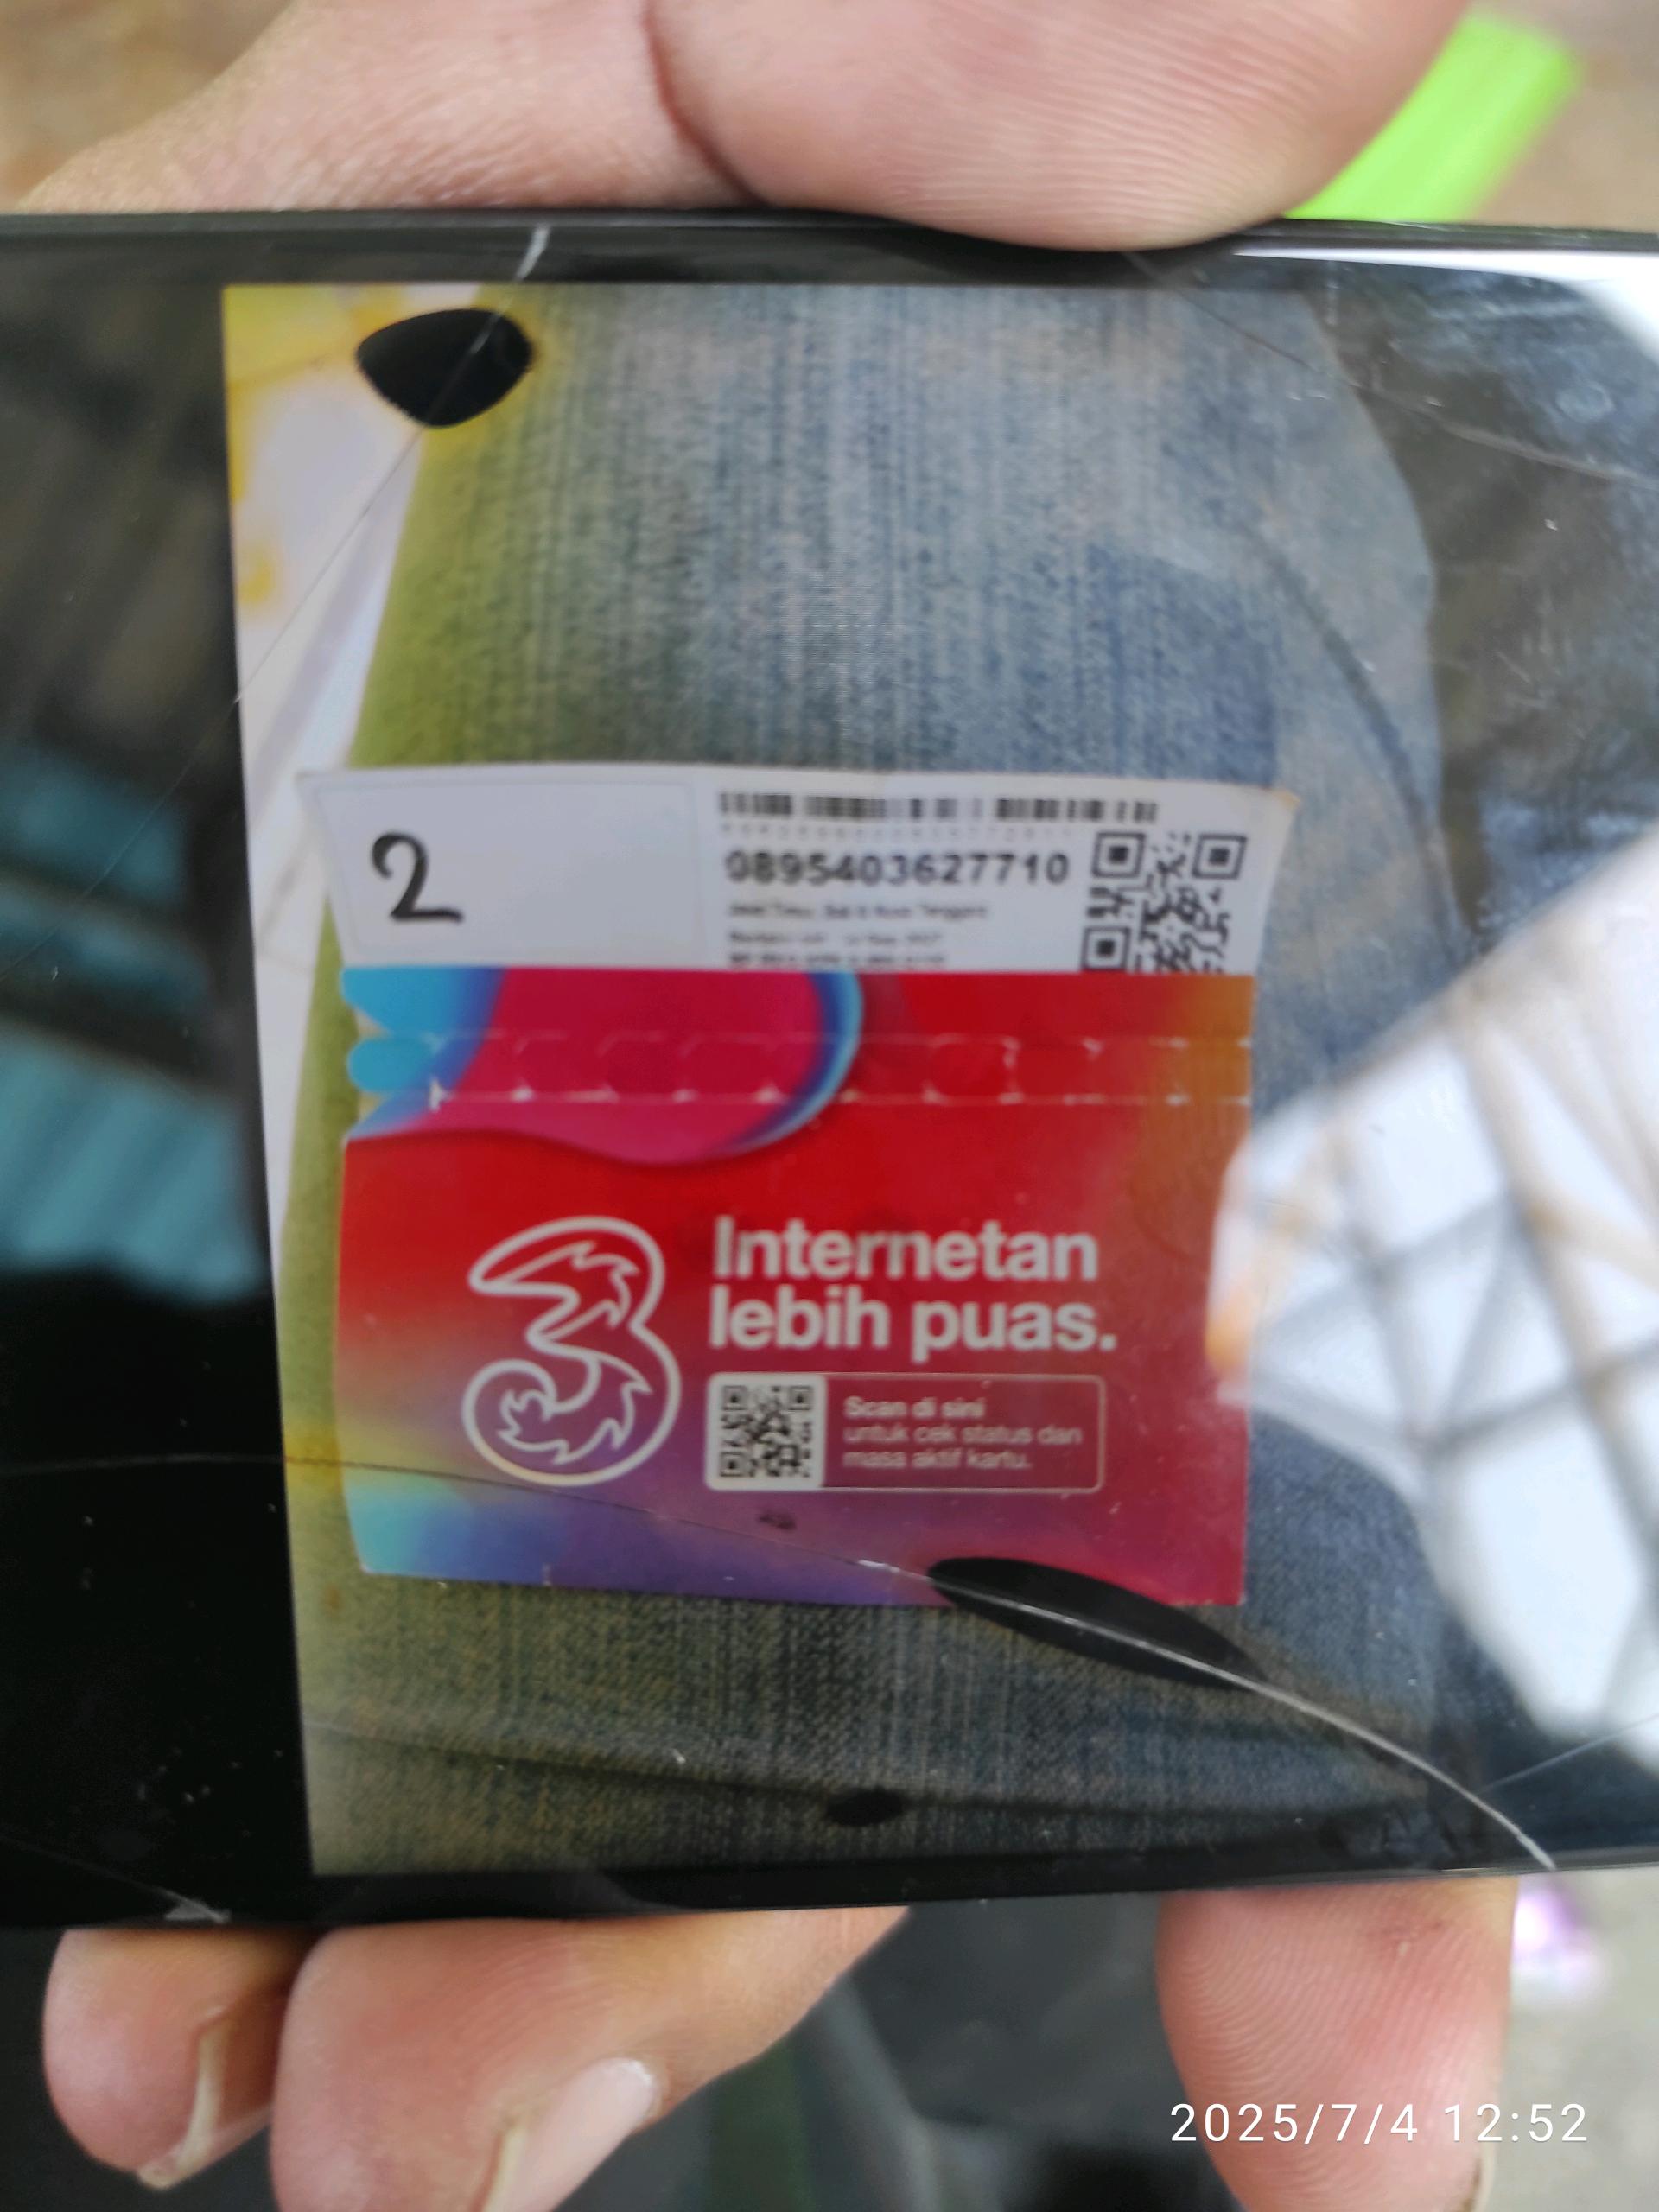 2
0895403627710
3
Internetan
lebih puas.
Scan di sini
untuk cek status dan
masa aktif kartu.
2025/7/4 12:52